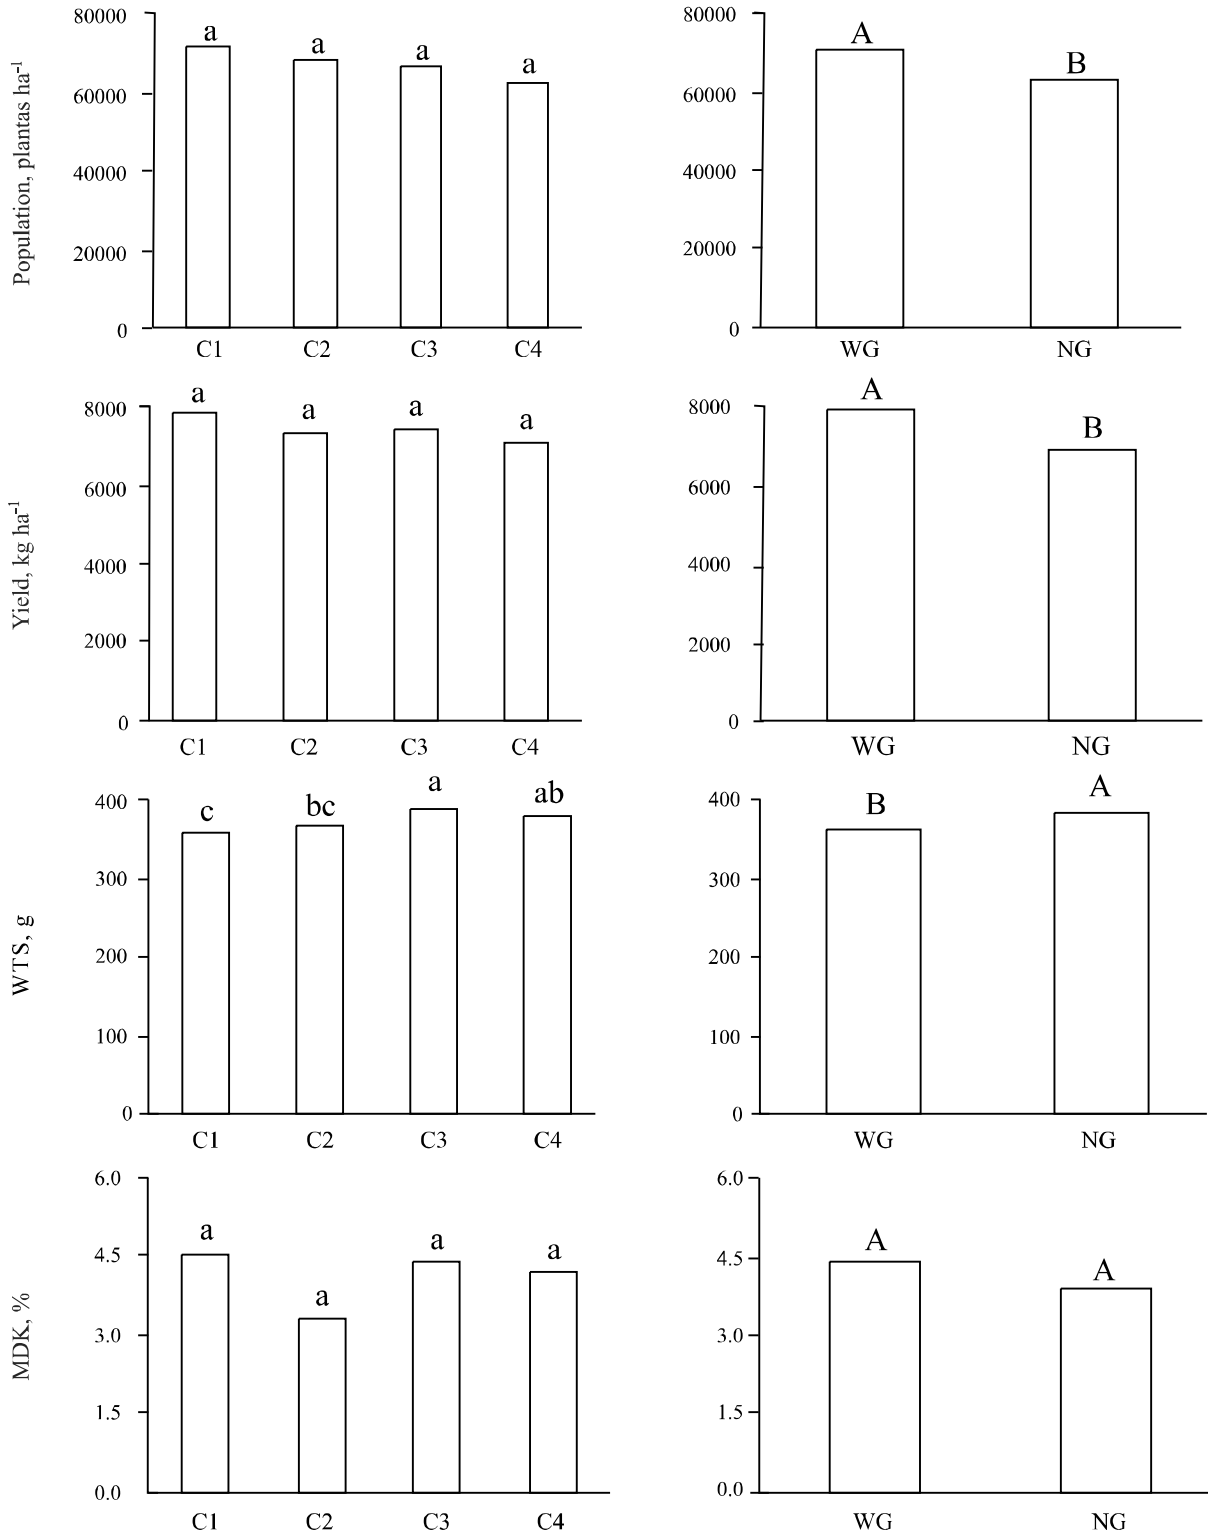 Population, plantas ha⁻¹
80000
60000
40000
20000
0
a
a
a
a
C1 C2 C3 C4
80000
60000
40000
20000
0
A
B
WG NG
Yield, kg ha⁻¹
8000
6000
4000
2000
0
a
a
a
a
C1 C2 C3 C4
8000
6000
4000
2000
0
A
B
WG NG
WTS, g
400
300
200
100
0
c
bc
a
ab
C1 C2 C3 C4
400
300
200
100
0
B
A
WG NG
MDK, %
6.0
4.5
3.0
1.5
0.0
a
a
a
a
C1 C2 C3 C4
6.0
4.5
3.0
1.5
0.0
A
A
WG NG